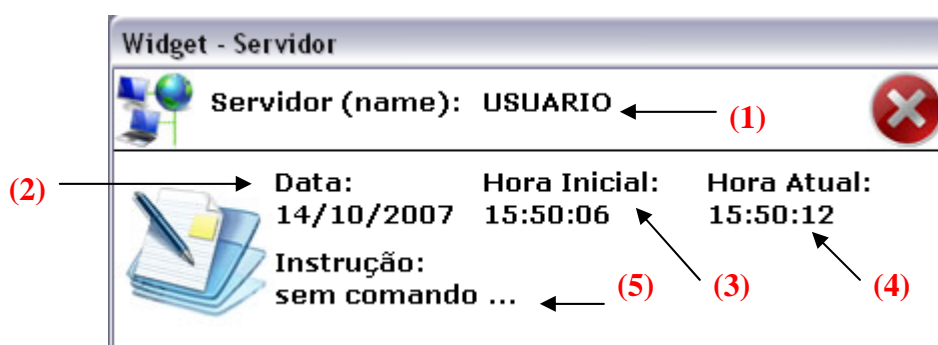 Widget - Servidor
Servidor (name): USUARIO
(1)
(2)
Data: Hora Inicial: Hora Atual:
14/10/2007 15:50:06 15:50:12
Instrução:
sem comando ...
(5) (3) (4)